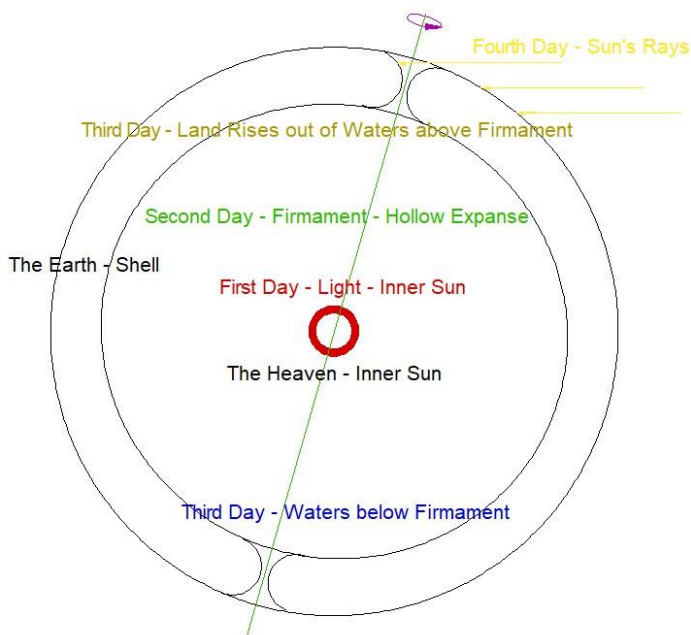 Fourth Day - Sun's Rays
Third Day - Land Rises out of Waters above Firmament
Second Day - Firmament - Hollow Expanse
The Earth - Shell
First Day - Light - Inner Sun
The Heaven - Inner Sun
Third Day - Waters below Firmament